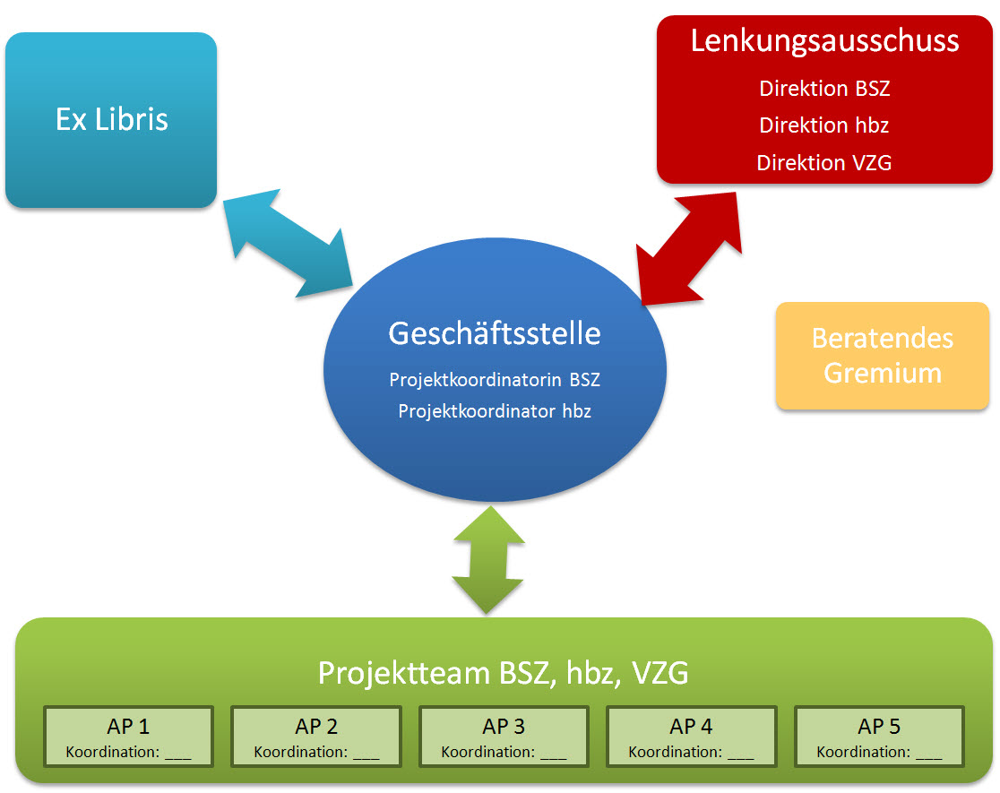 Ex Libris
Lenkungsausschuss
Direktion BSZ
Direktion hbz
Direktion VZG
Geschäftsstelle
Projektkoordinatorin BSZ
Projektkoordinator hbz
Beratendes
Gremium
Projektteam BSZ, hbz, VZG
AP 1
Koordination: ___
AP 2
Koordination: ___
AP 3
Koordination: ___
AP 4
Koordination: ___
AP 5
Koordination: ___